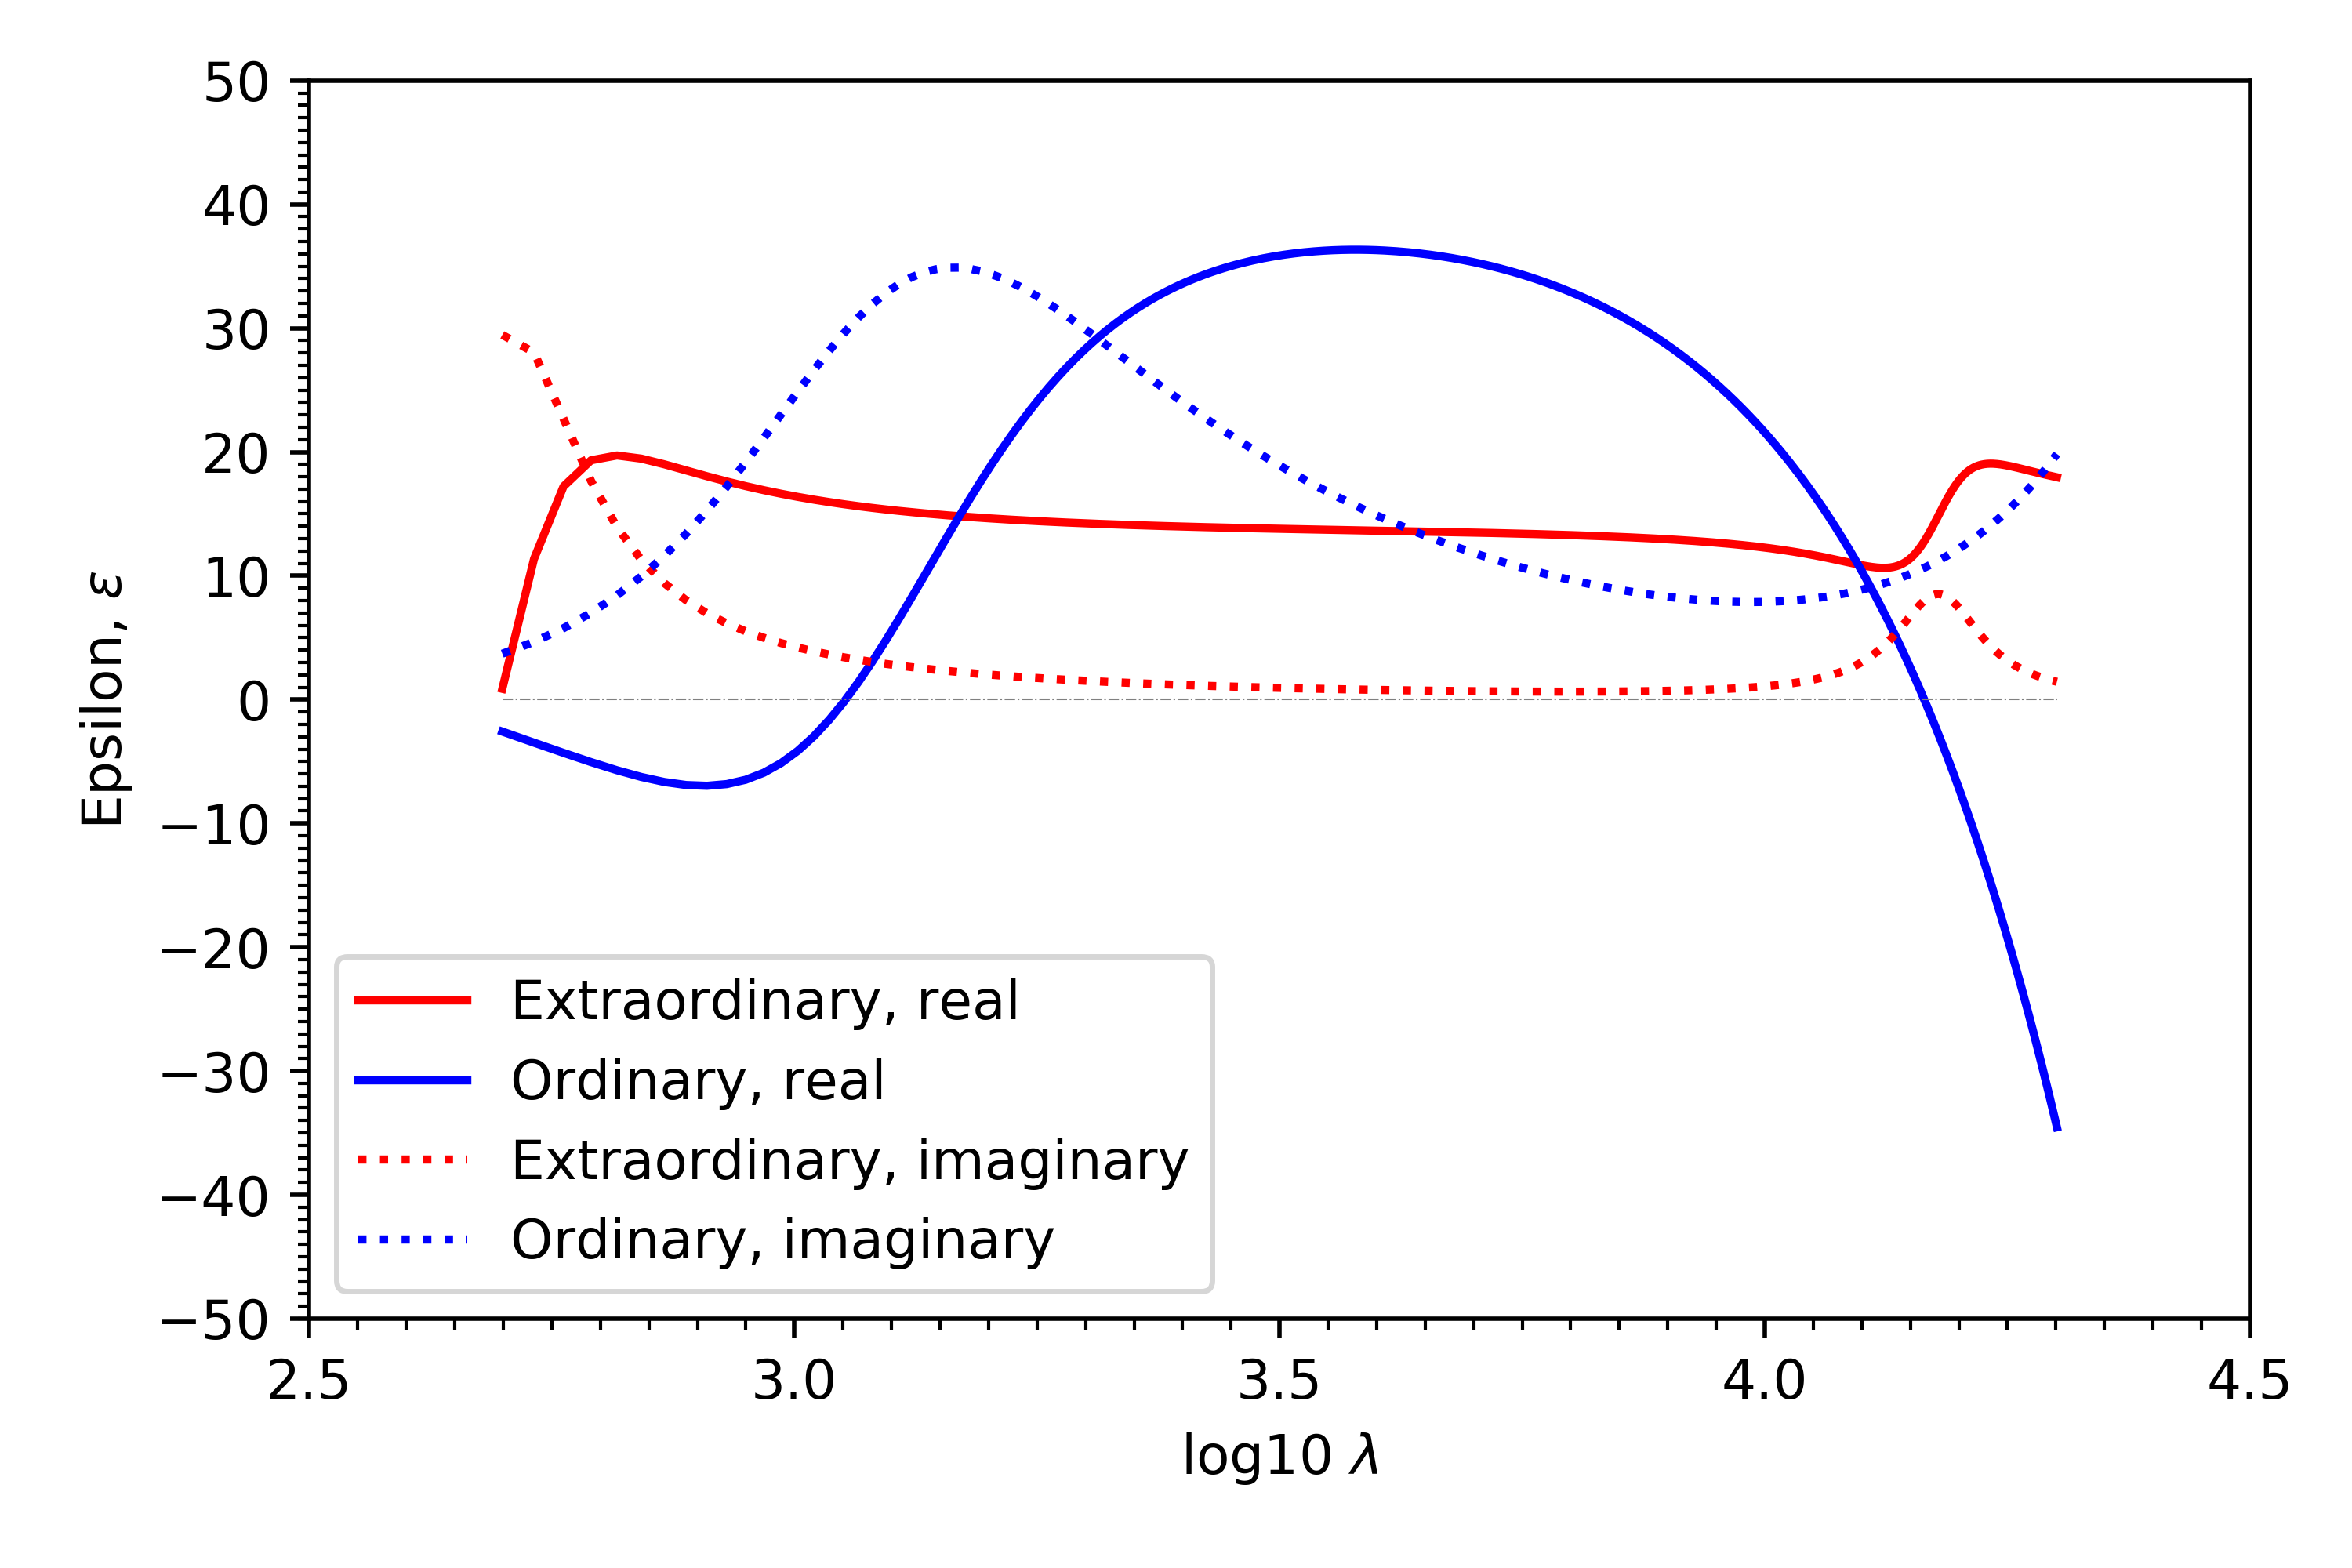 50
40
30
20
10
0
−10
−20
−30
−40
−50
Epsilon, ε
Extraordinary, real
Ordinary, real
Extraordinary, imaginary
Ordinary, imaginary
2.5 3.0 3.5 4.0 4.5
log10 λ